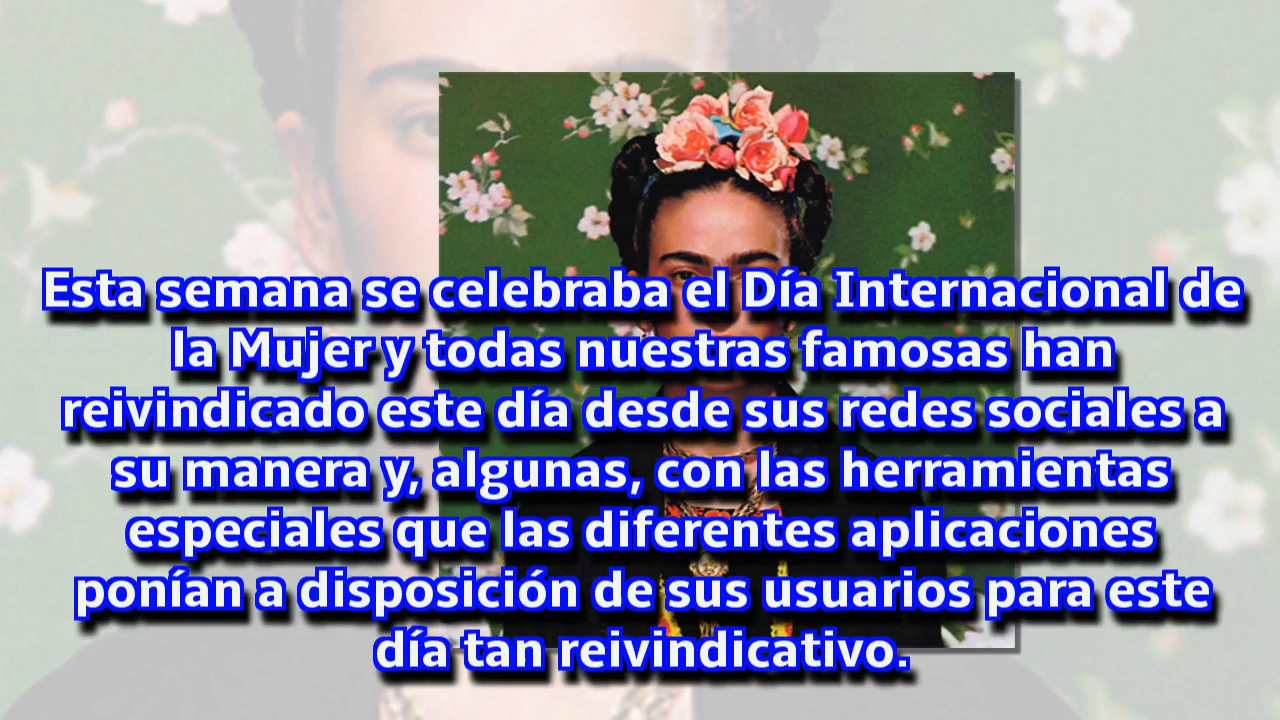 Esta semana se celebraba el Día Internacional de
la Mujer y todas nuestras famosas han
reivindicado este día desde sus redes sociales a
su manera y, algunas, con las herramientas
especiales que las diferentes aplicaciones
ponían a disposición de sus usuarios para este
día tan reivindicativo.